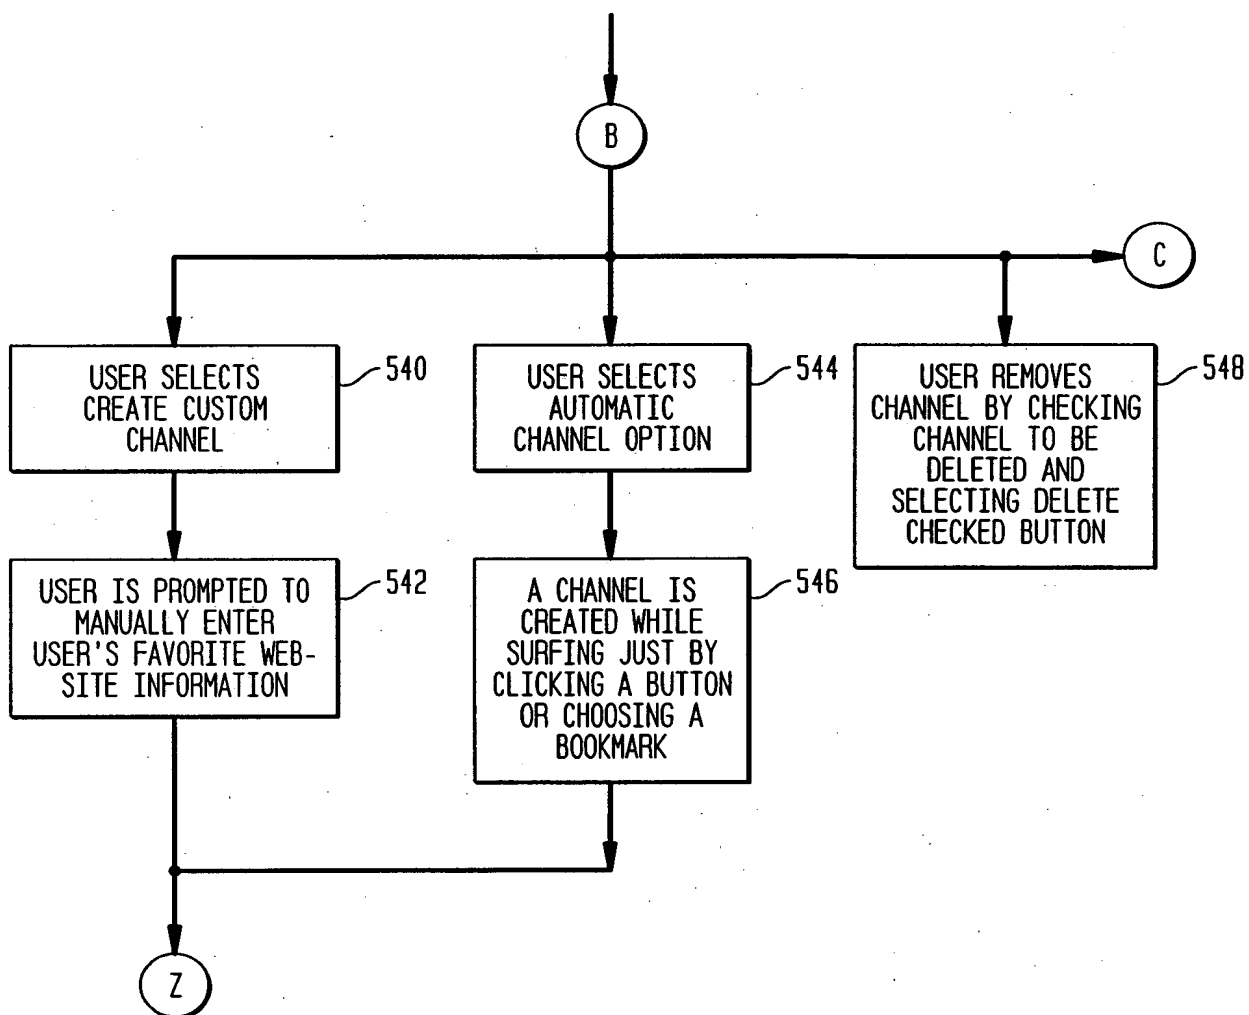 B
C
USER SELECTS
CREATE CUSTOM
CHANNEL
540
USER SELECTS
AUTOMATIC
CHANNEL OPTION
544
USER REMOVES
CHANNEL BY CHECKING
CHANNEL TO BE
DELETED AND
SELECTING DELETE
CHECKED BUTTON
548
USER IS PROMPTED TO
MANUALLY ENTER
USER'S FAVORITE WEB-
SITE INFORMATION
542
A CHANNEL IS
CREATED WHILE
SURFING JUST BY
CLICKING A BUTTON
OR CHOOSING A
BOOKMARK
546
Z